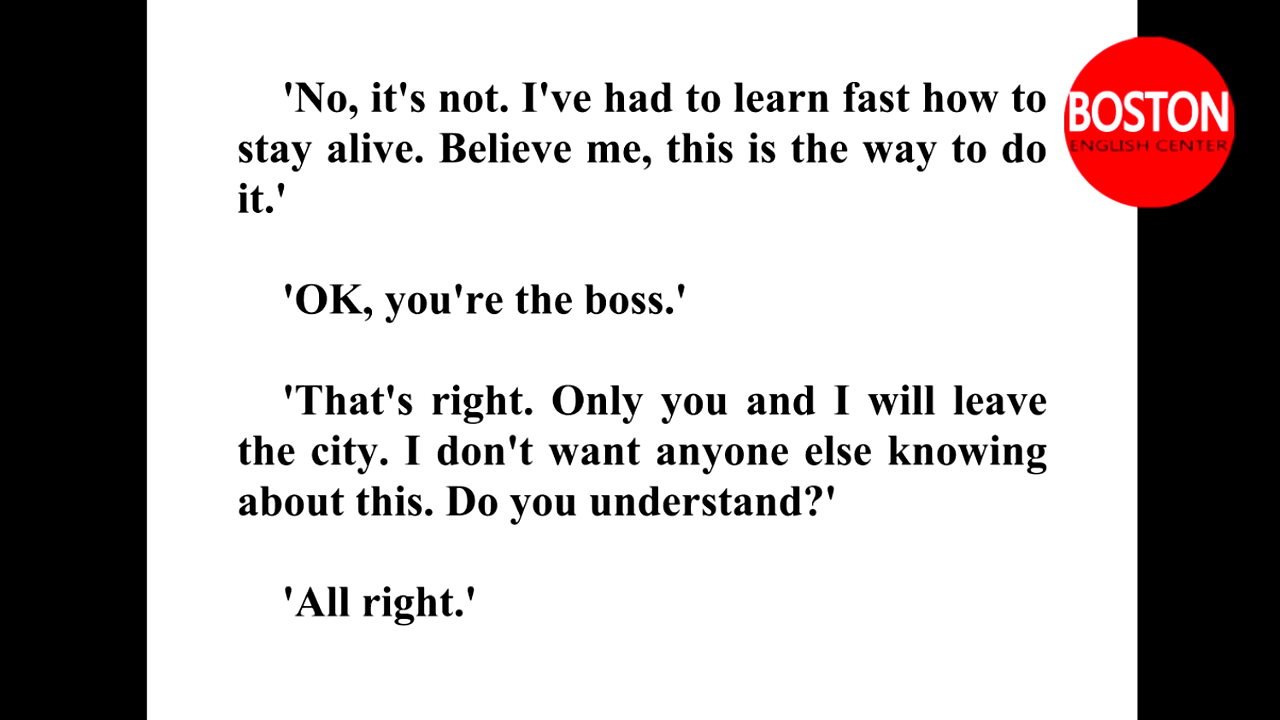 'No, it's not. I've had to learn fast how to
stay alive. Believe me, this is the way to do
it.'
'OK, you're the boss.'
'That's right. Only you and I will leave
the city. I don't want anyone else knowing
about this. Do you understand?'
'All right.'
BOSTON
ENGLISH CENTER